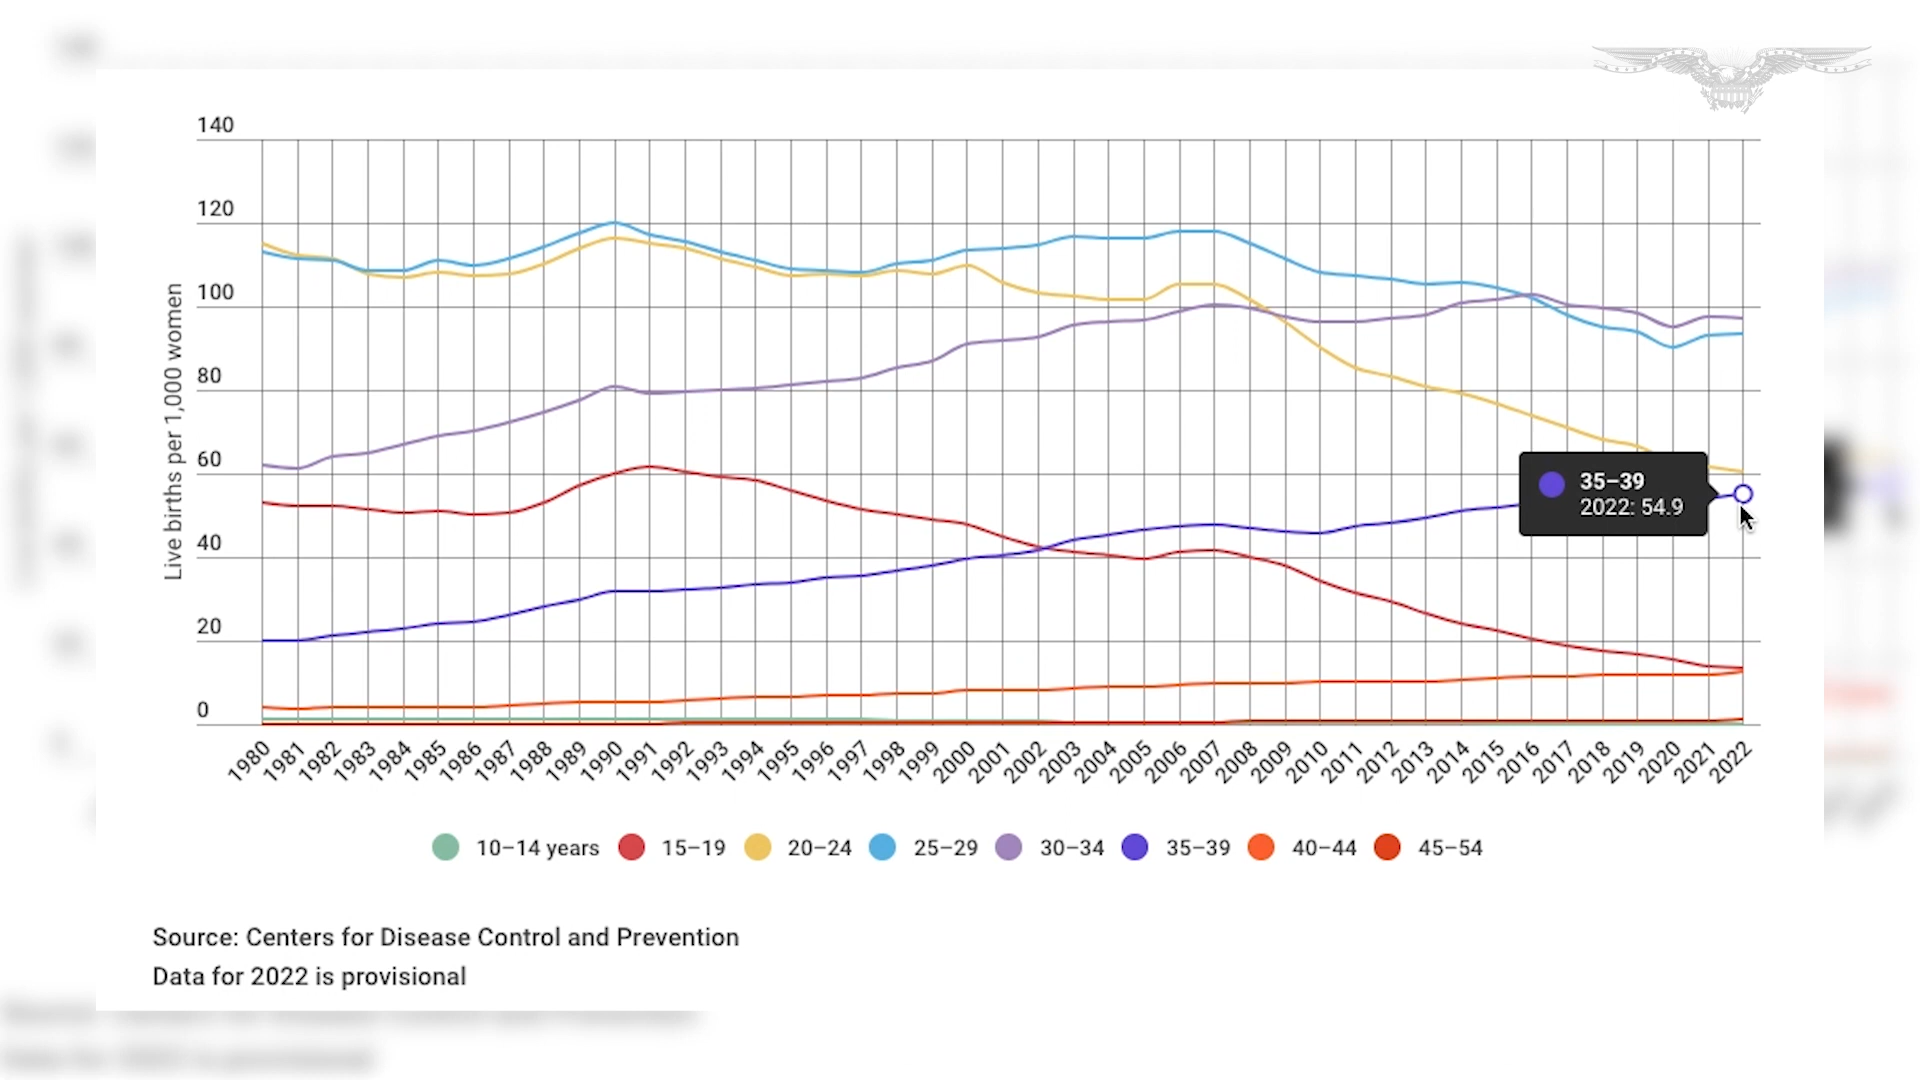 140
120
100
80
60
40
20
0
Live births per 1,000 women
35–39
2022: 54.9
1980 1981 1982 1983 1984 1985 1986 1987 1988 1989 1990 1991 1992 1993 1994 1995 1996 1997 1998 1999 2000 2001 2002 2003 2004 2005 2006 2007 2008 2009 2010 2011 2012 2013 2014 2015 2016 2017 2018 2019 2020 2021 2022
10–14 years 15–19 20–24 25–29 30–34 35–39 40–44 45–54
Source: Centers for Disease Control and Prevention
Data for 2022 is provisional